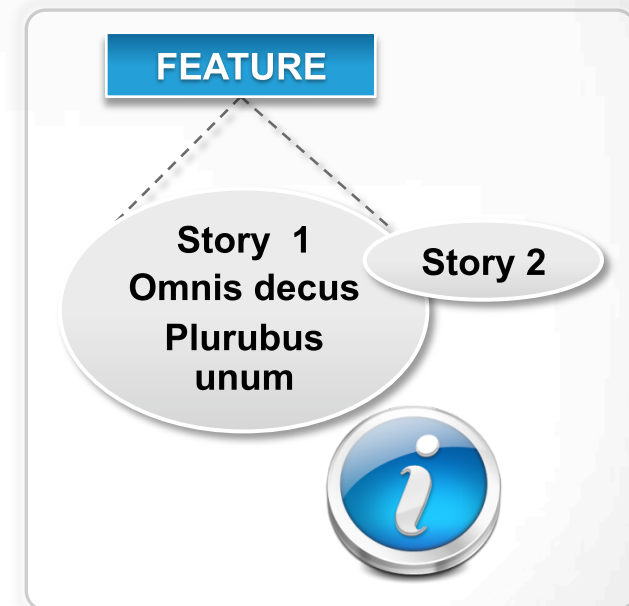 FEATURE
Story 1
Omnis decus
Plurubus
unum
Story 2
i